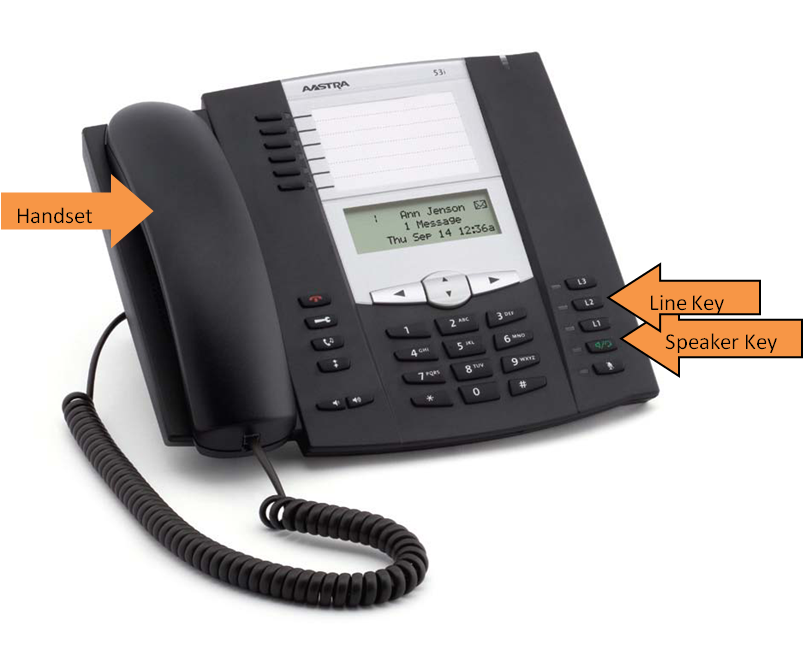 AASTRA
53i
Handset
1 Ann Jenson
1 Message
Thu Sep 14 12:36a
L3
L2
L1
Line Key
Speaker Key
1
2 ABC
3 DEF
4 GHI
5 JKL
6 MNO
7 PQRS
8 TUV
9 WXYZ
*
0
#